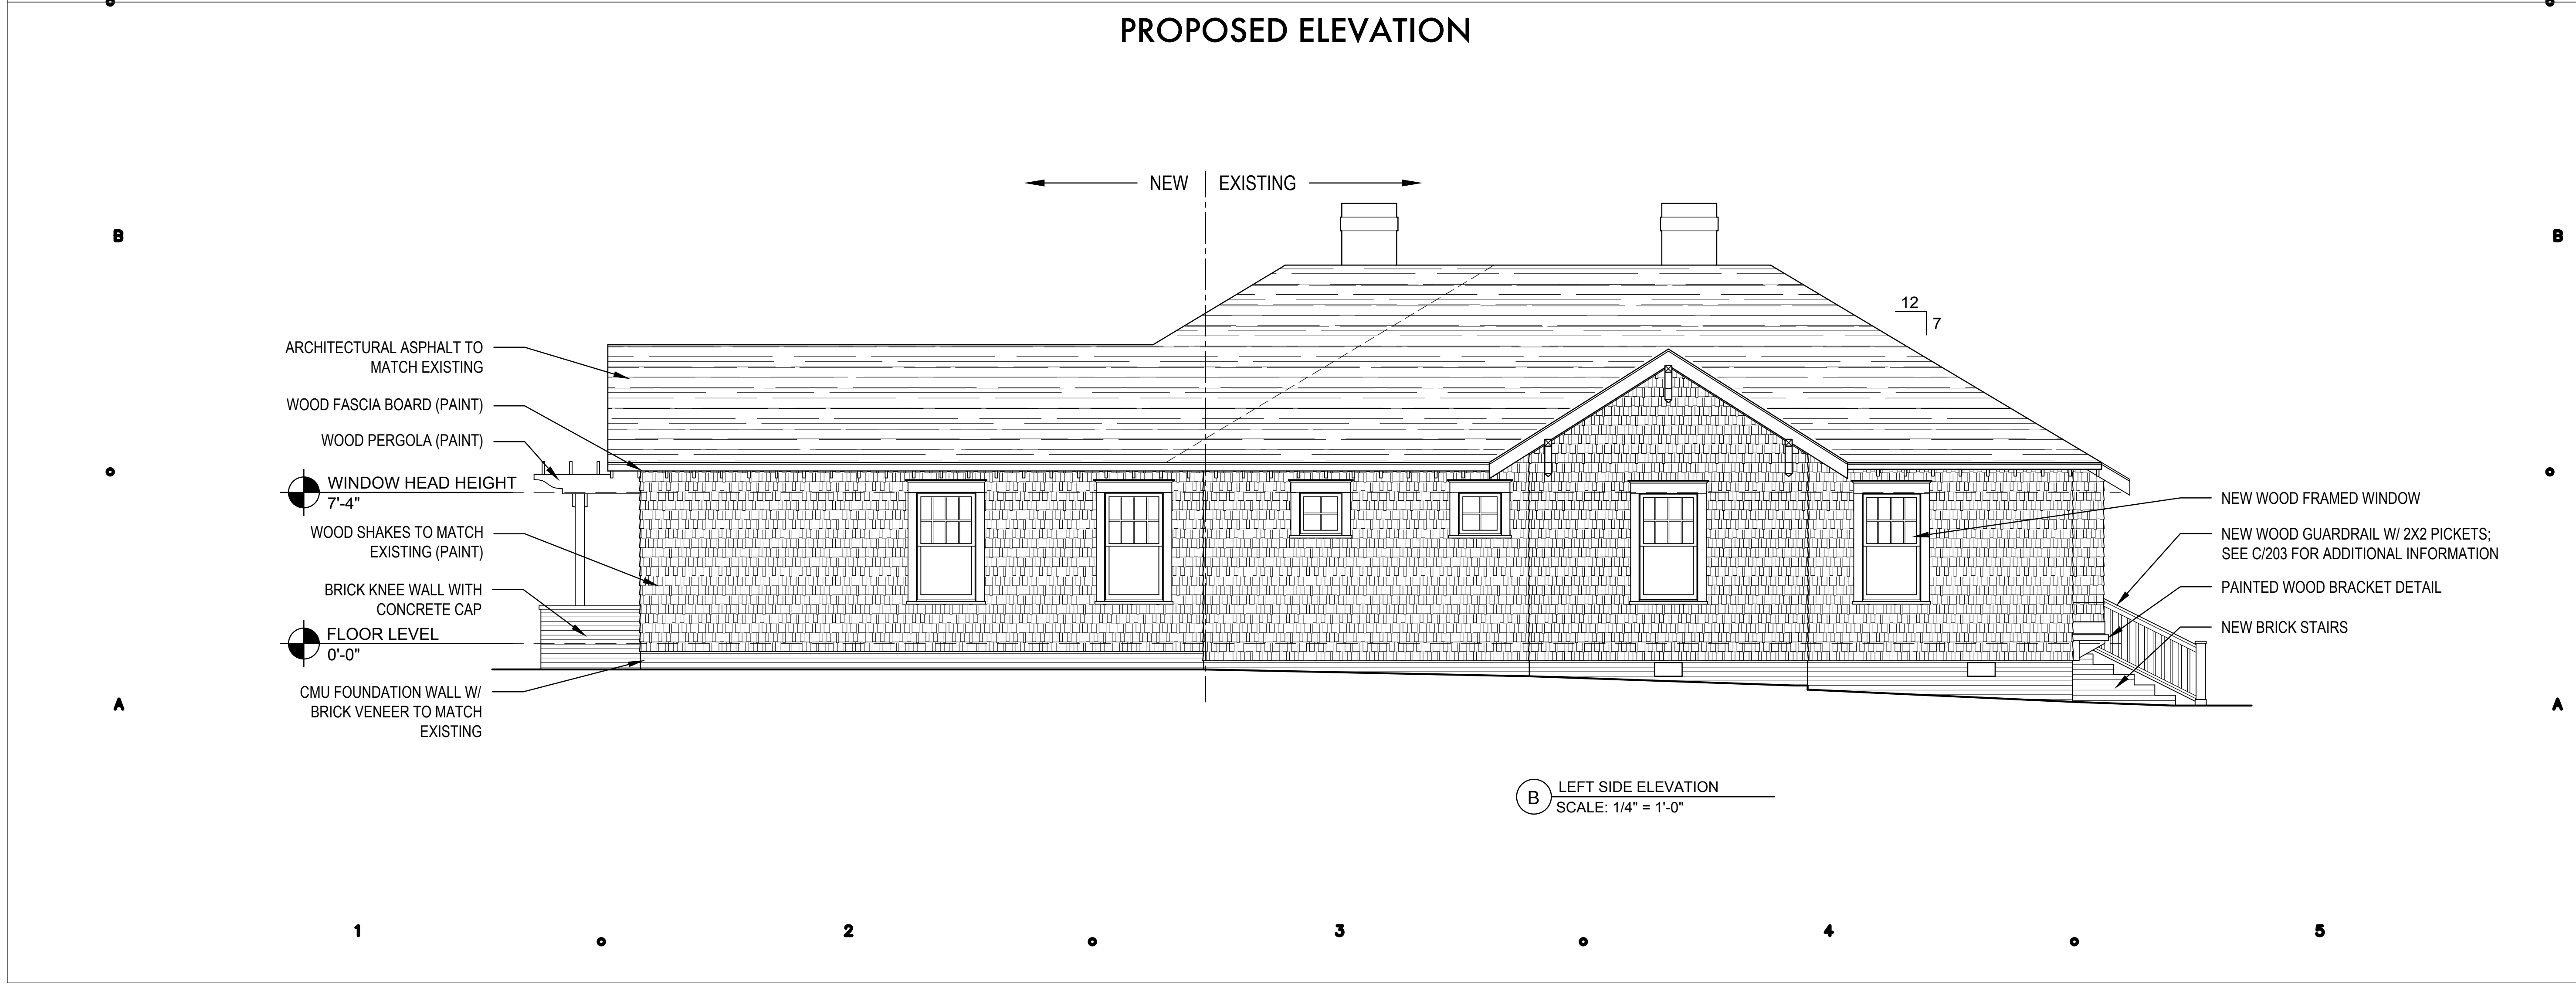 PROPOSED ELEVATION
NEW EXISTING
B
B
12
7
ARCHITECTURAL ASPHALT TO
MATCH EXISTING
WOOD FASCIA BOARD (PAINT)
WOOD PERGOLA (PAINT)
WINDOW HEAD HEIGHT
7'-4"
WOOD SHAKES TO MATCH
EXISTING (PAINT)
BRICK KNEE WALL WITH
CONCRETE CAP
FLOOR LEVEL
0'-0"
CMU FOUNDATION WALL W/
BRICK VENEER TO MATCH
EXISTING
NEW WOOD FRAMED WINDOW
NEW WOOD GUARDRAIL W/ 2X2 PICKETS;
SEE C/203 FOR ADDITIONAL INFORMATION
PAINTED WOOD BRACKET DETAIL
NEW BRICK STAIRS
A
A
B
LEFT SIDE ELEVATION
SCALE: 1/4" = 1'-0"
1 2 3 4 5